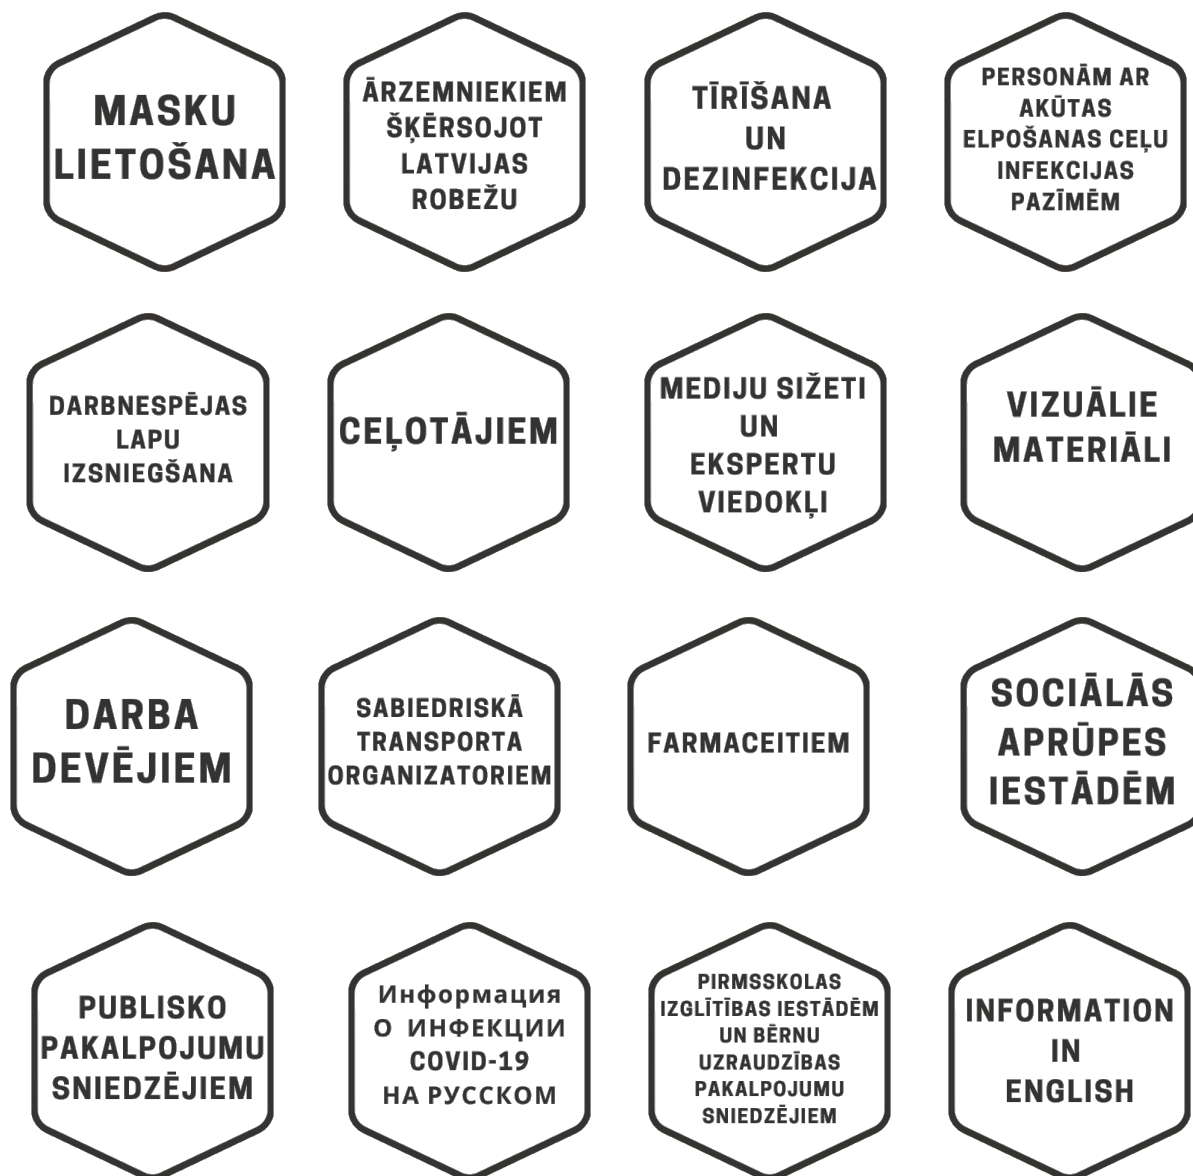 MASKU
LIETOŠANA
ĀRZEMNIEKIEM
ŠĶĒRSOJOT
LATVIJAS
ROBEŽU
TĪRĪŠANA
UN
DEZINFEKCIJA
PERSONĀM AR
AKŪTAS
ELPOŠANAS CEĻU
INFEKCIJAS
PAZĪMĒM
DARBNESPĒJAS
LAPU
IZSNIEGŠANA
CEĻOTĀJIEM
MEDIJU SIŽETI
UN
EKSPERTU
VIEDOKĻI
VIZUĀLIE
MATERIĀLI
DARBA
DEVĒJIEM
SABIEDRISKĀ
TRANSPORTA
ORGANIZATORIEM
FARMACEITIEM
SOCIĀLĀS
APRŪPES
IESTĀDĒM
PUBLISKO
PAKALPOJUMU
SNIEDZĒJIEM
Информация
О ИНФЕКЦИИ
COVID-19
НА РУССКОМ
PIRMSSKOLAS
IZGLĪTĪBAS IESTĀDĒM
UN BĒRNU
UZRAUDZĪBAS
PAKALPOJUMU
SNIEDZĒJIEM
INFORMATION
IN
ENGLISH